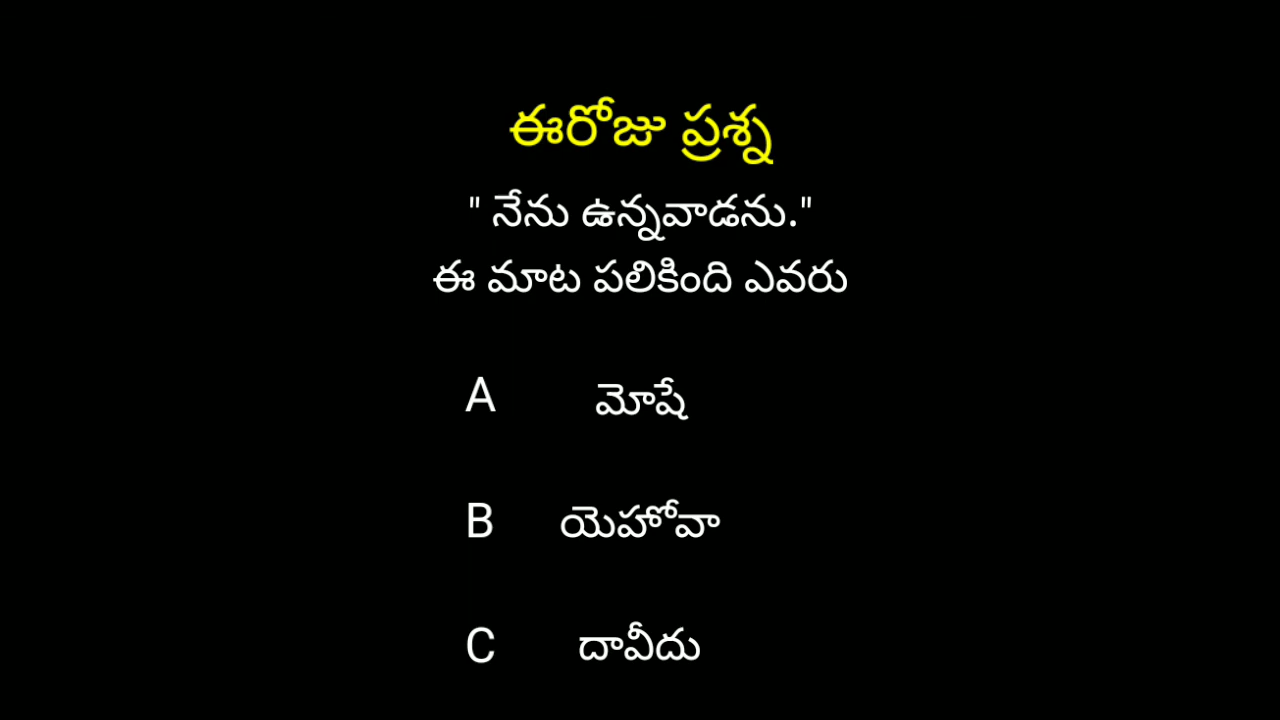 ఈరోజు ప్రశ్న
" నేను ఉన్నవాడను."
ఈ మాట పలికింది ఎవరు
A మోషే
B యెహోవా
C దావీదు